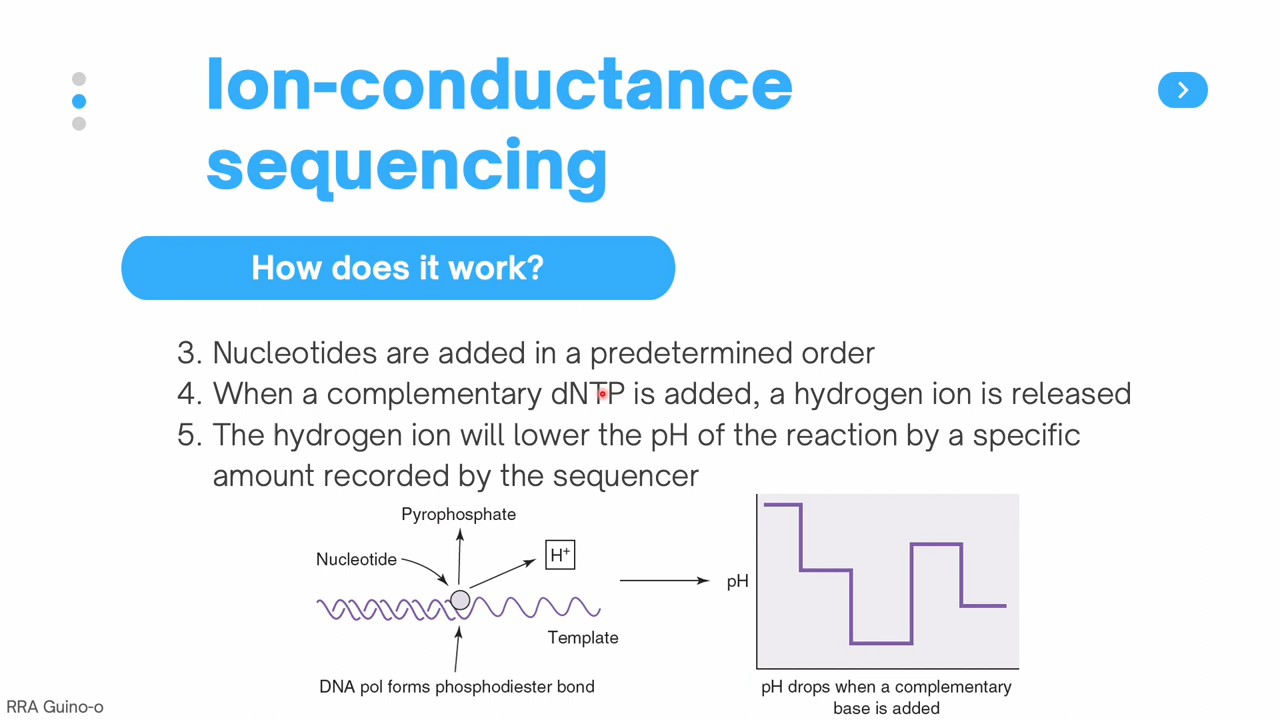 Ion-conductance
sequencing
How does it work?
3. Nucleotides are added in a predetermined order
4. When a complementary dNTP is added, a hydrogen ion is released
5. The hydrogen ion will lower the pH of the reaction by a specific
amount recorded by the sequencer
Pyrophosphate
Nucleotide
H⁺
Template
DNA pol forms phosphodiester bond
pH
pH drops when a complementary
base is added
RRA Guino-o